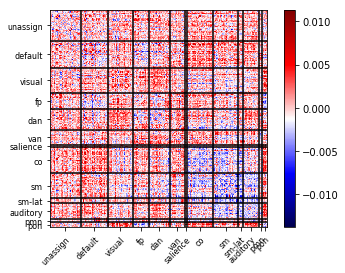 unassign
default
visual
fp
dan
van
salience
co
sm
sm-lat
auditory
pmn
pon
unassign
default
visual
fp
dan
van
salience
co
sm
sm-lat
auditory
0.010
0.005
0.000
−0.005
−0.010